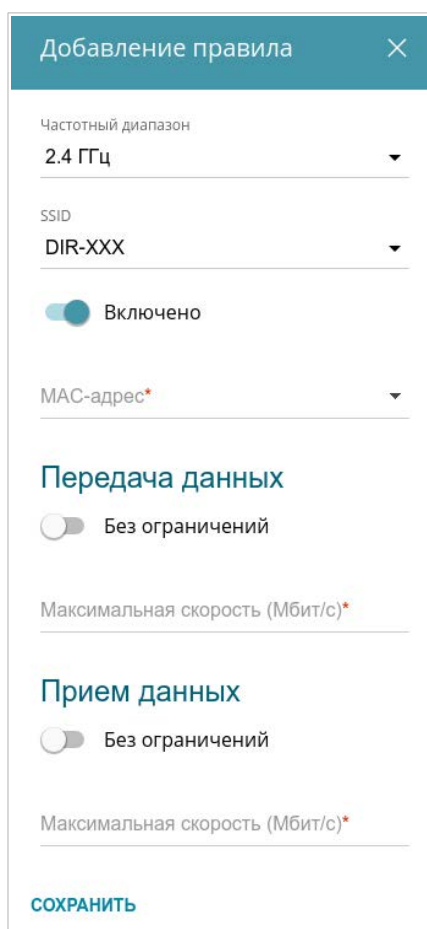 Добавление правила
Частотный диапазон
2.4 ГГц
SSID
DIR-XXX
Включено
MAC-адрес*
Передача данных
Без ограничений
Максимальная скорость (Мбит/с)*
Прием данных
Без ограничений
Максимальная скорость (Мбит/с)*
СОХРАНИТЬ